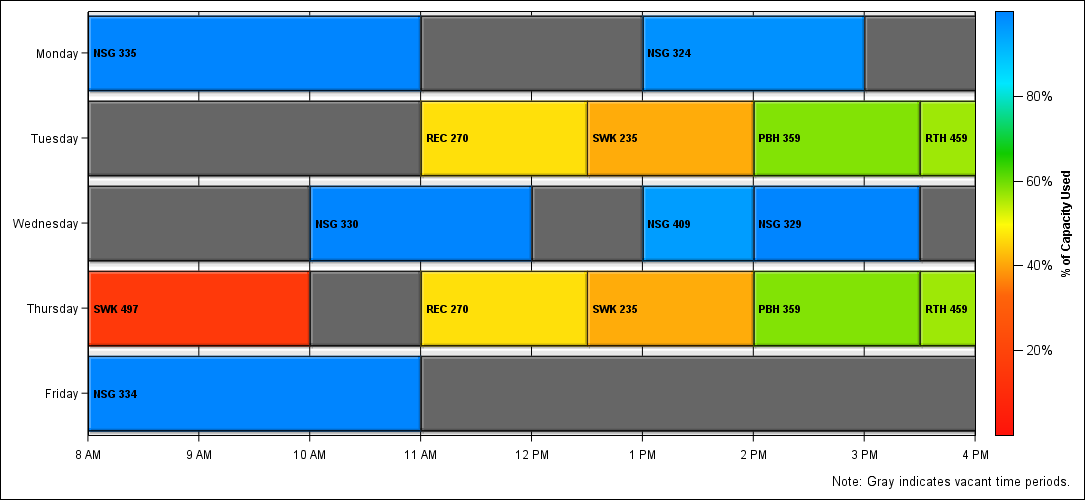 Monday NSG 335 NSG 324
80%
Tuesday REC 270 SWK 235 PBH 359 RTH 459
60%
% of Capacity Used
Wednesday NSG 330 NSG 409 NSG 329
40%
Thursday SWK 497 REC 270 SWK 235 PBH 359 RTH 459
20%
Friday NSG 334
8 AM 9 AM 10 AM 11 AM 12 PM 1 PM 2 PM 3 PM 4 PM
Note: Gray indicates vacant time periods.